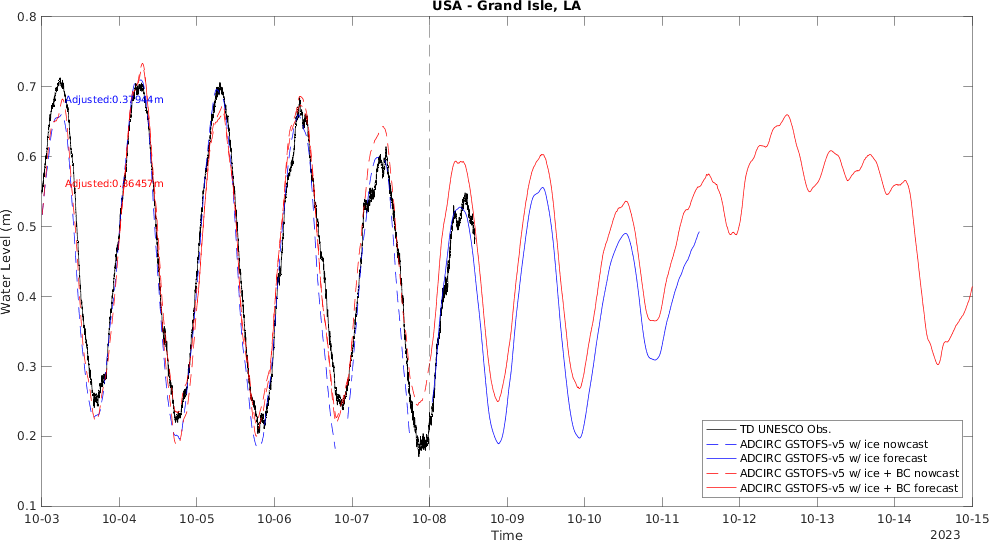 USA - Grand Isle, LA
0.8
0.7
0.6
0.5
0.4
0.3
0.2
0.1
Water Level (m)
Adjusted:0.37944m
Adjusted:0.36457m
TD UNESCO Obs.
ADCIRC GSTOFS-v5 w/ ice nowcast
ADCIRC GSTOFS-v5 w/ ice forecast
ADCIRC GSTOFS-v5 w/ ice + BC nowcast
ADCIRC GSTOFS-v5 w/ ice + BC forecast
10-03 10-04 10-05 10-06 10-07 10-08 10-09 10-10 10-11 10-12 10-13 10-14 10-15
Time
2023